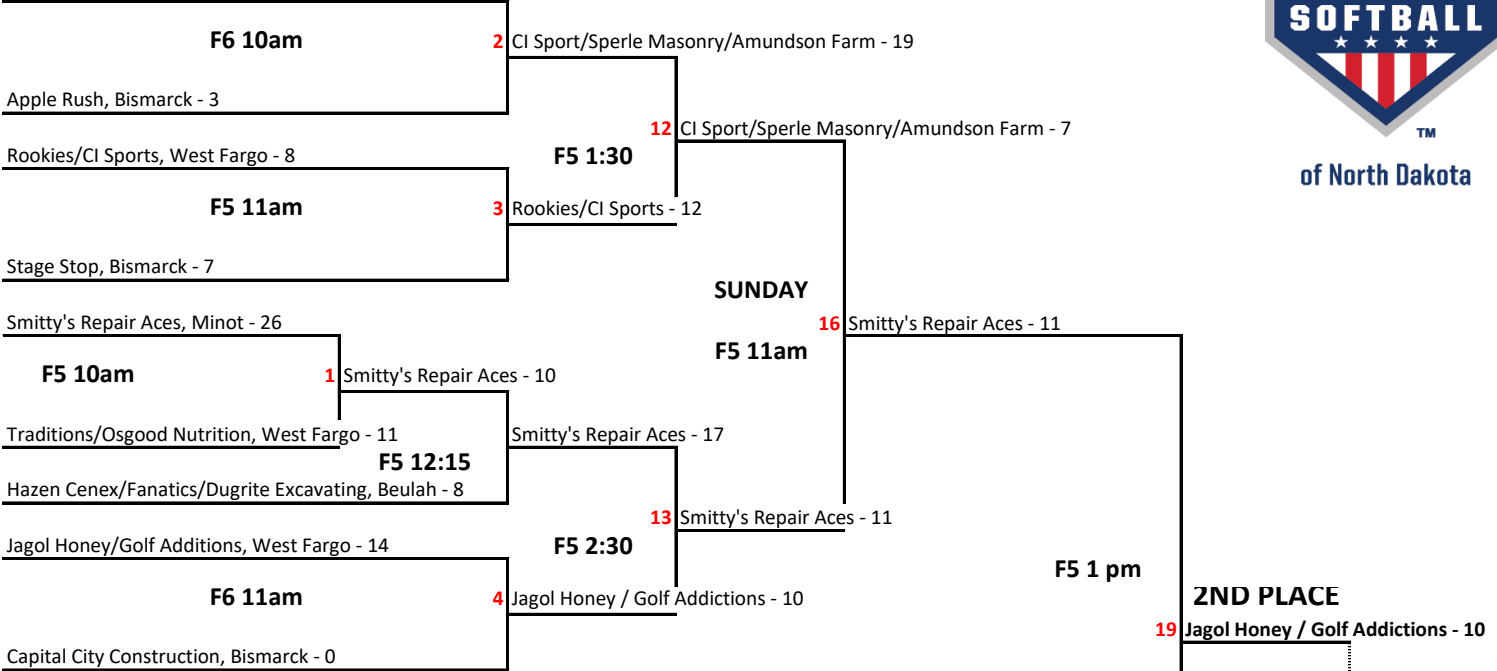 SOFTBALL
TM
of North Dakota
F6 10am
2 CI Sport/Sperle Masonry/Amundson Farm - 19
Apple Rush, Bismarck - 3
12 CI Sport/Sperle Masonry/Amundson Farm - 7
Rookies/CI Sports, West Fargo - 8
F5 1:30
F5 11am
3 Rookies/CI Sports - 12
Stage Stop, Bismarck - 7
SUNDAY
Smitty's Repair Aces, Minot - 26
16 Smitty's Repair Aces - 11
F5 11am
F5 10am
1 Smitty's Repair Aces - 10
Traditions/Osgood Nutrition, West Fargo - 11
Smitty's Repair Aces - 17
F5 12:15
Hazen Cenex/Fanatics/Dugrite Excavating, Beulah - 8
13 Smitty's Repair Aces - 11
Jagol Honey/Golf Additions, West Fargo - 14
F5 2:30
F5 1 pm
F6 11am
4 Jagol Honey / Golf Addictions - 10
2ND PLACE
19 Jagol Honey / Golf Addictions - 10
Capital City Construction, Bismarck - 0